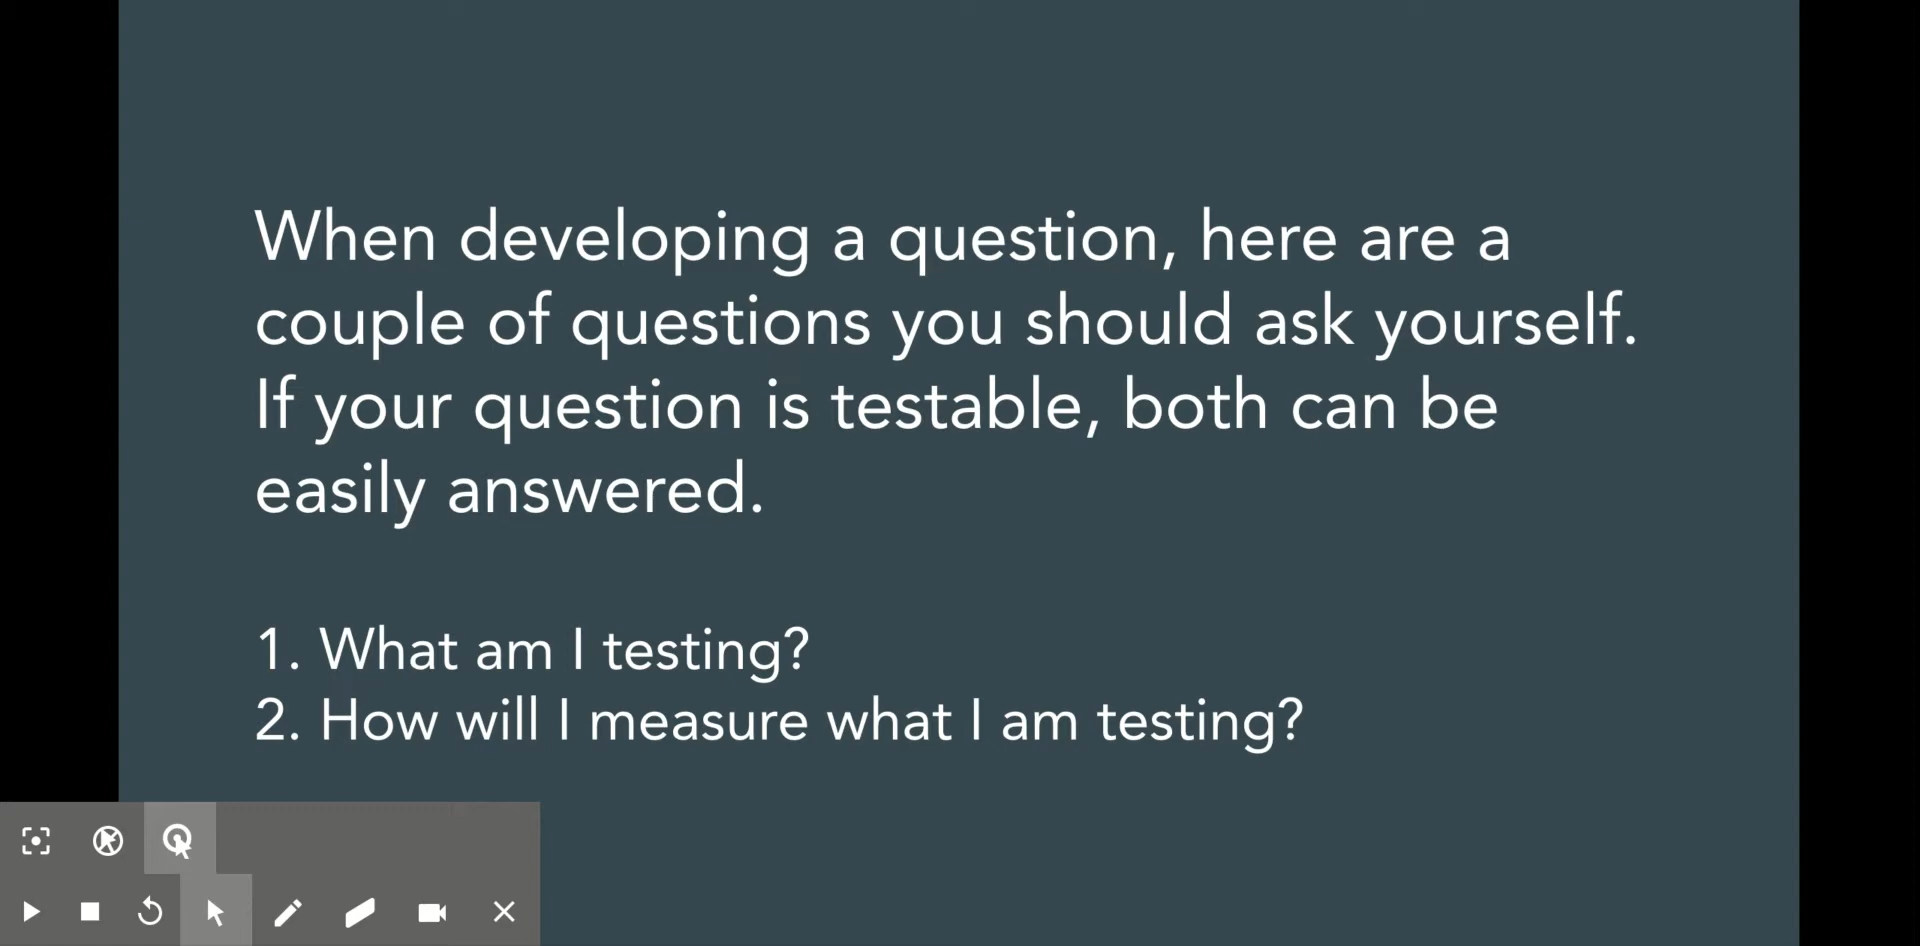 When developing a question, here are a
couple of questions you should ask yourself.
If your question is testable, both can be
easily answered.
1. What am I testing?
2. How will I measure what I am testing?